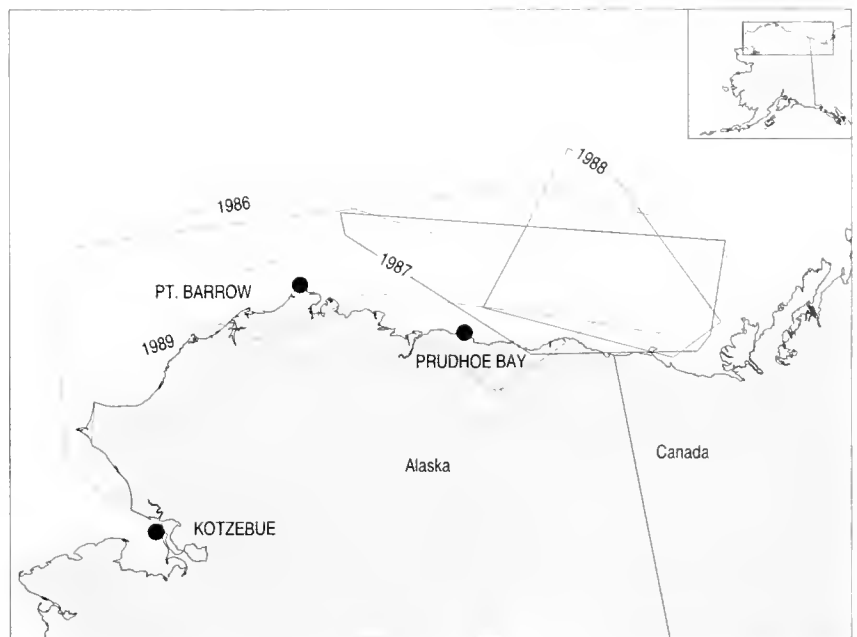 1988
1986
1987
PT. BARROW
1989
PRUDHOE BAY
Alaska
Canada
KOTZEBUE